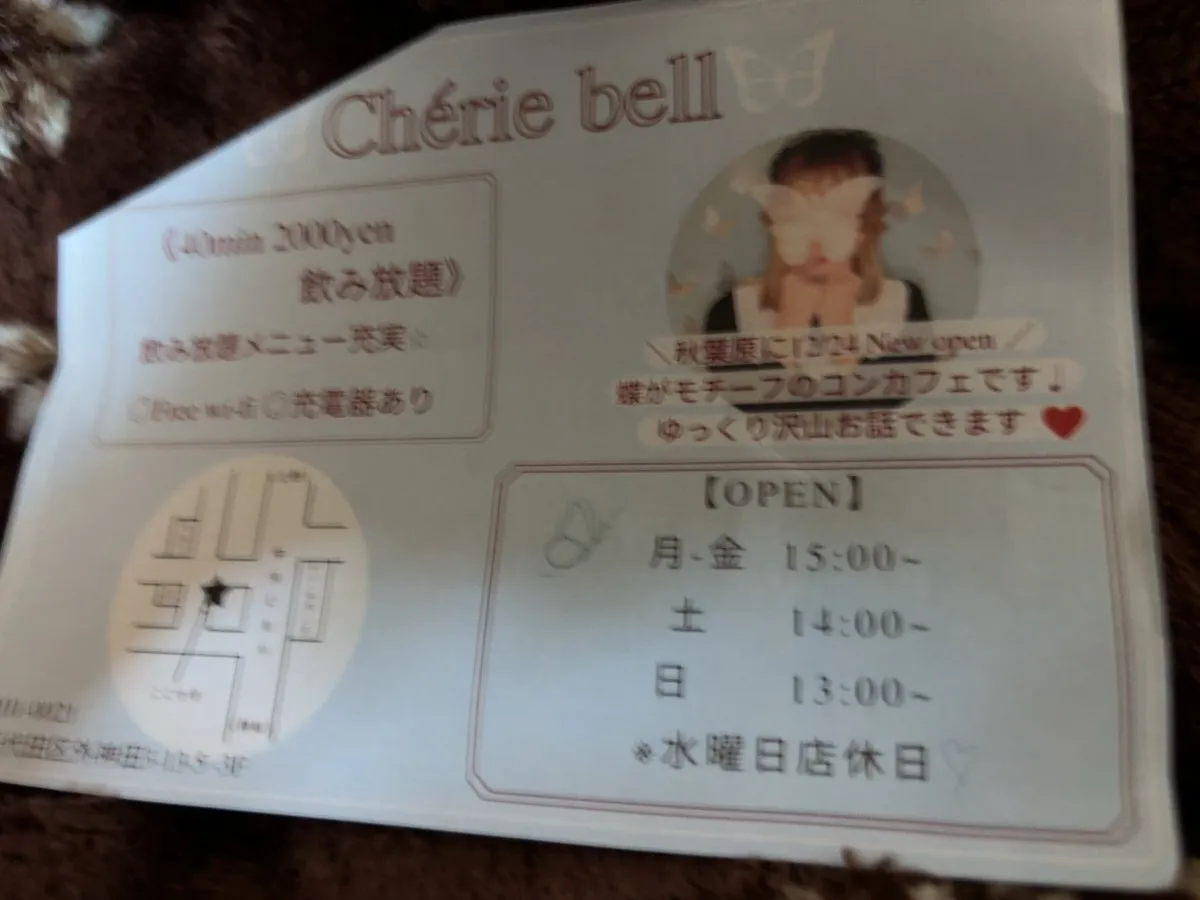 Chérie bell
《40min 2000yen
飲み放題》
飲み放題メニュー充実☆
◯Free wi-fi ◯充電器あり
＼秋葉原に12/24 New open／
蝶がモチーフのコンカフェです♩
ゆっくり沢山お話できます♥
【OPEN】
月-金 15:00~
土 14:00~
日 13:00~
※水曜日店休日♡